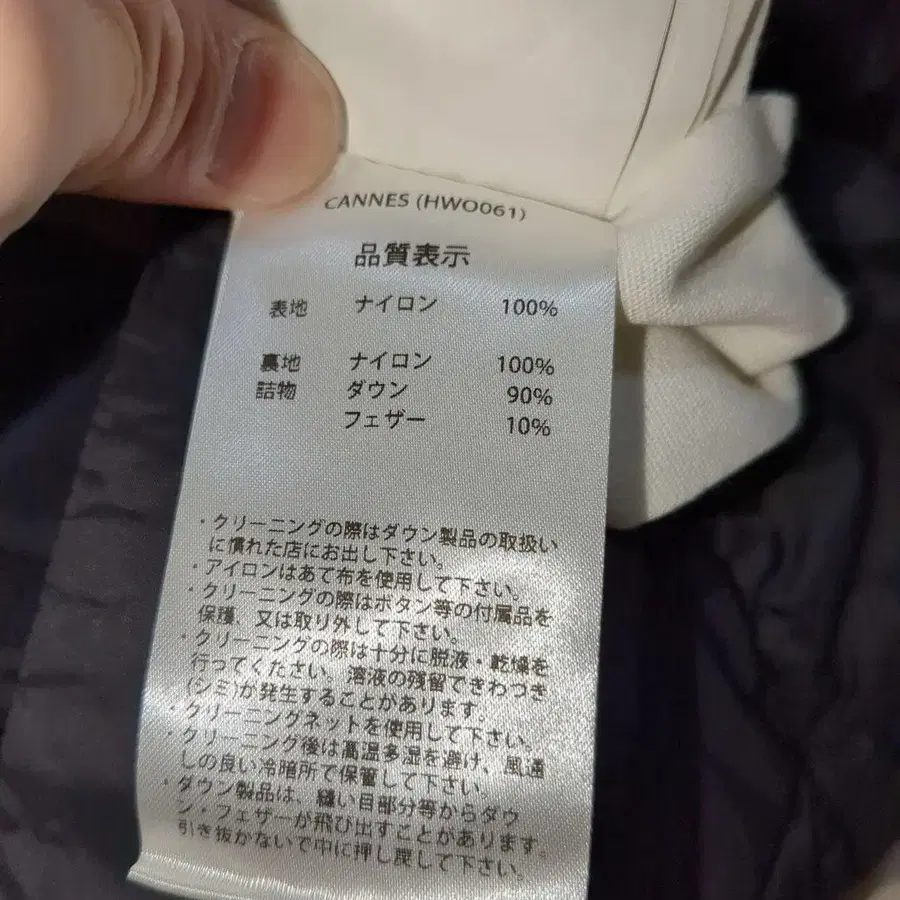 CANNES (HWO061)
品質表示
表地 ナイロン 100%
裏地 ナイロン 100%
詰物 ダウン 90%
フェザー 10%
・クリーニングの際はダウン製品の取扱い
に慣れた店にお出し下さい。
・アイロンはあて布を使用して下さい。
・クリーニングの際はボタン等の付属品を
保護、又は取り外して下さい。
・クリーニングの際は十分に脱液・乾燥を
行ってください。溶液の残留できわつき
(シミ)が発生することがあります。
・クリーニングネットを使用して下さい。
・クリーニング後は高温多湿を避け、風通
しの良い冷暗所で保管して下さい。
・ダウン製品は、縫い目部分等からダウ
ン・フェザーが飛び出すことがあります。
引き抜かないで中に押し戻して下さい。